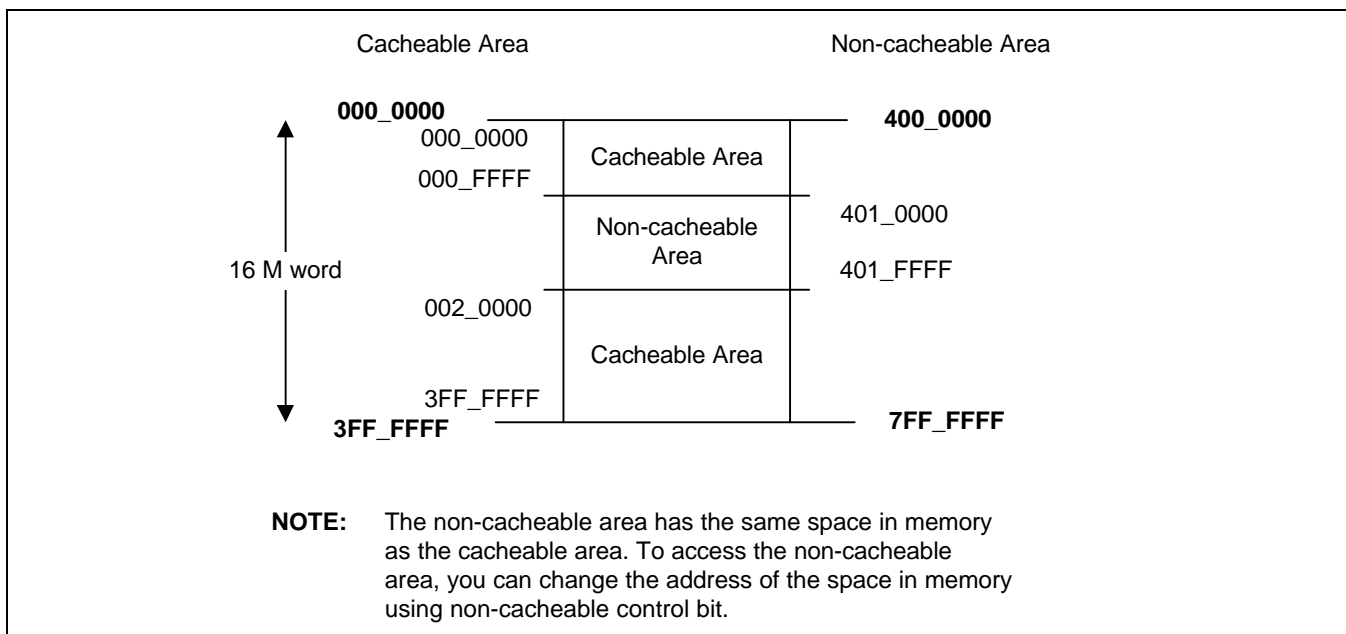 Cacheable Area
Non-cacheable Area
000_0000
400_0000
000_0000
Cacheable Area
000_FFFF
401_0000
Non-cacheable
Area
16 M word
401_FFFF
002_0000
Cacheable Area
3FF_FFFF
3FF_FFFF
7FF_FFFF
NOTE: The non-cacheable area has the same space in memory
as the cacheable area. To access the non-cacheable
area, you can change the address of the space in memory
using non-cacheable control bit.